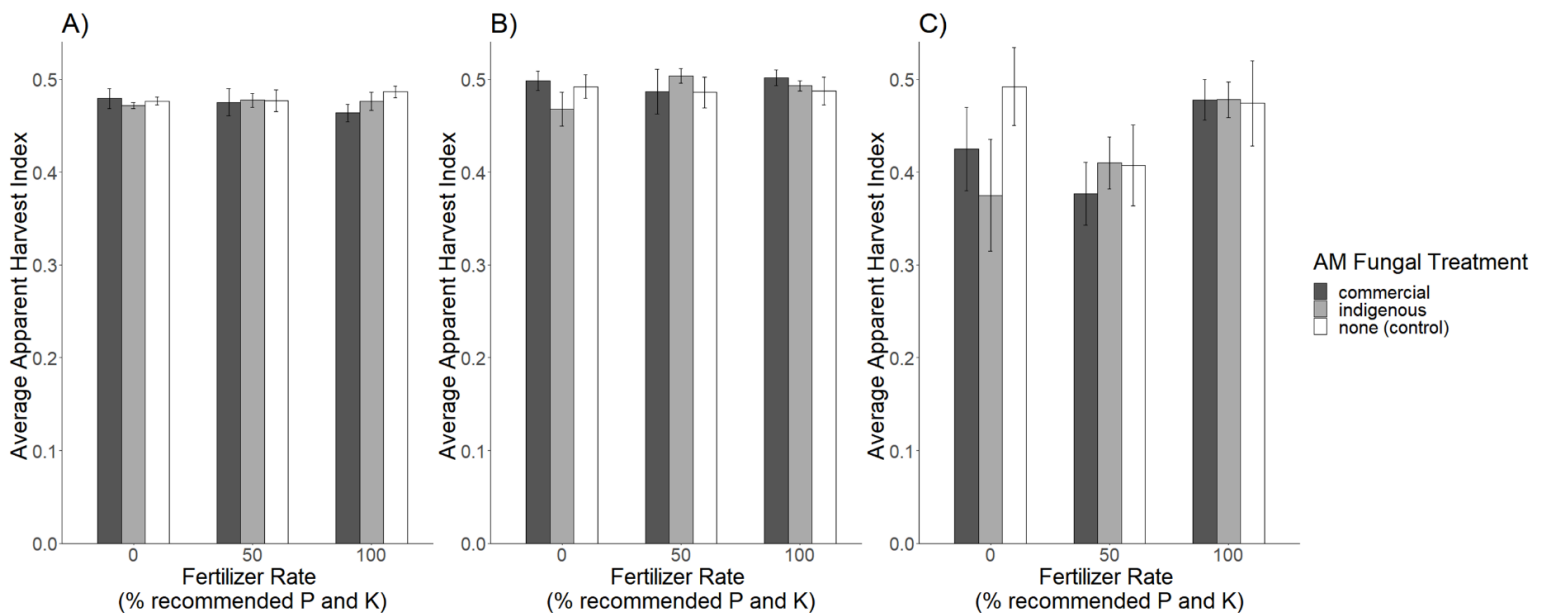 A)
Average Apparent Harvest Index
0.5
0.4
0.3
0.2
0.1
0.0
0
50
100
Fertilizer Rate
(% recommended P and K)
B)
Average Apparent Harvest Index
0.5
0.4
0.3
0.2
0.1
0.0
0
50
100
Fertilizer Rate
(% recommended P and K)
C)
Average Apparent Harvest Index
0.5
0.4
0.3
0.2
0.1
0.0
0
50
100
Fertilizer Rate
(% recommended P and K)
AM Fungal Treatment
commercial
indigenous
none (control)